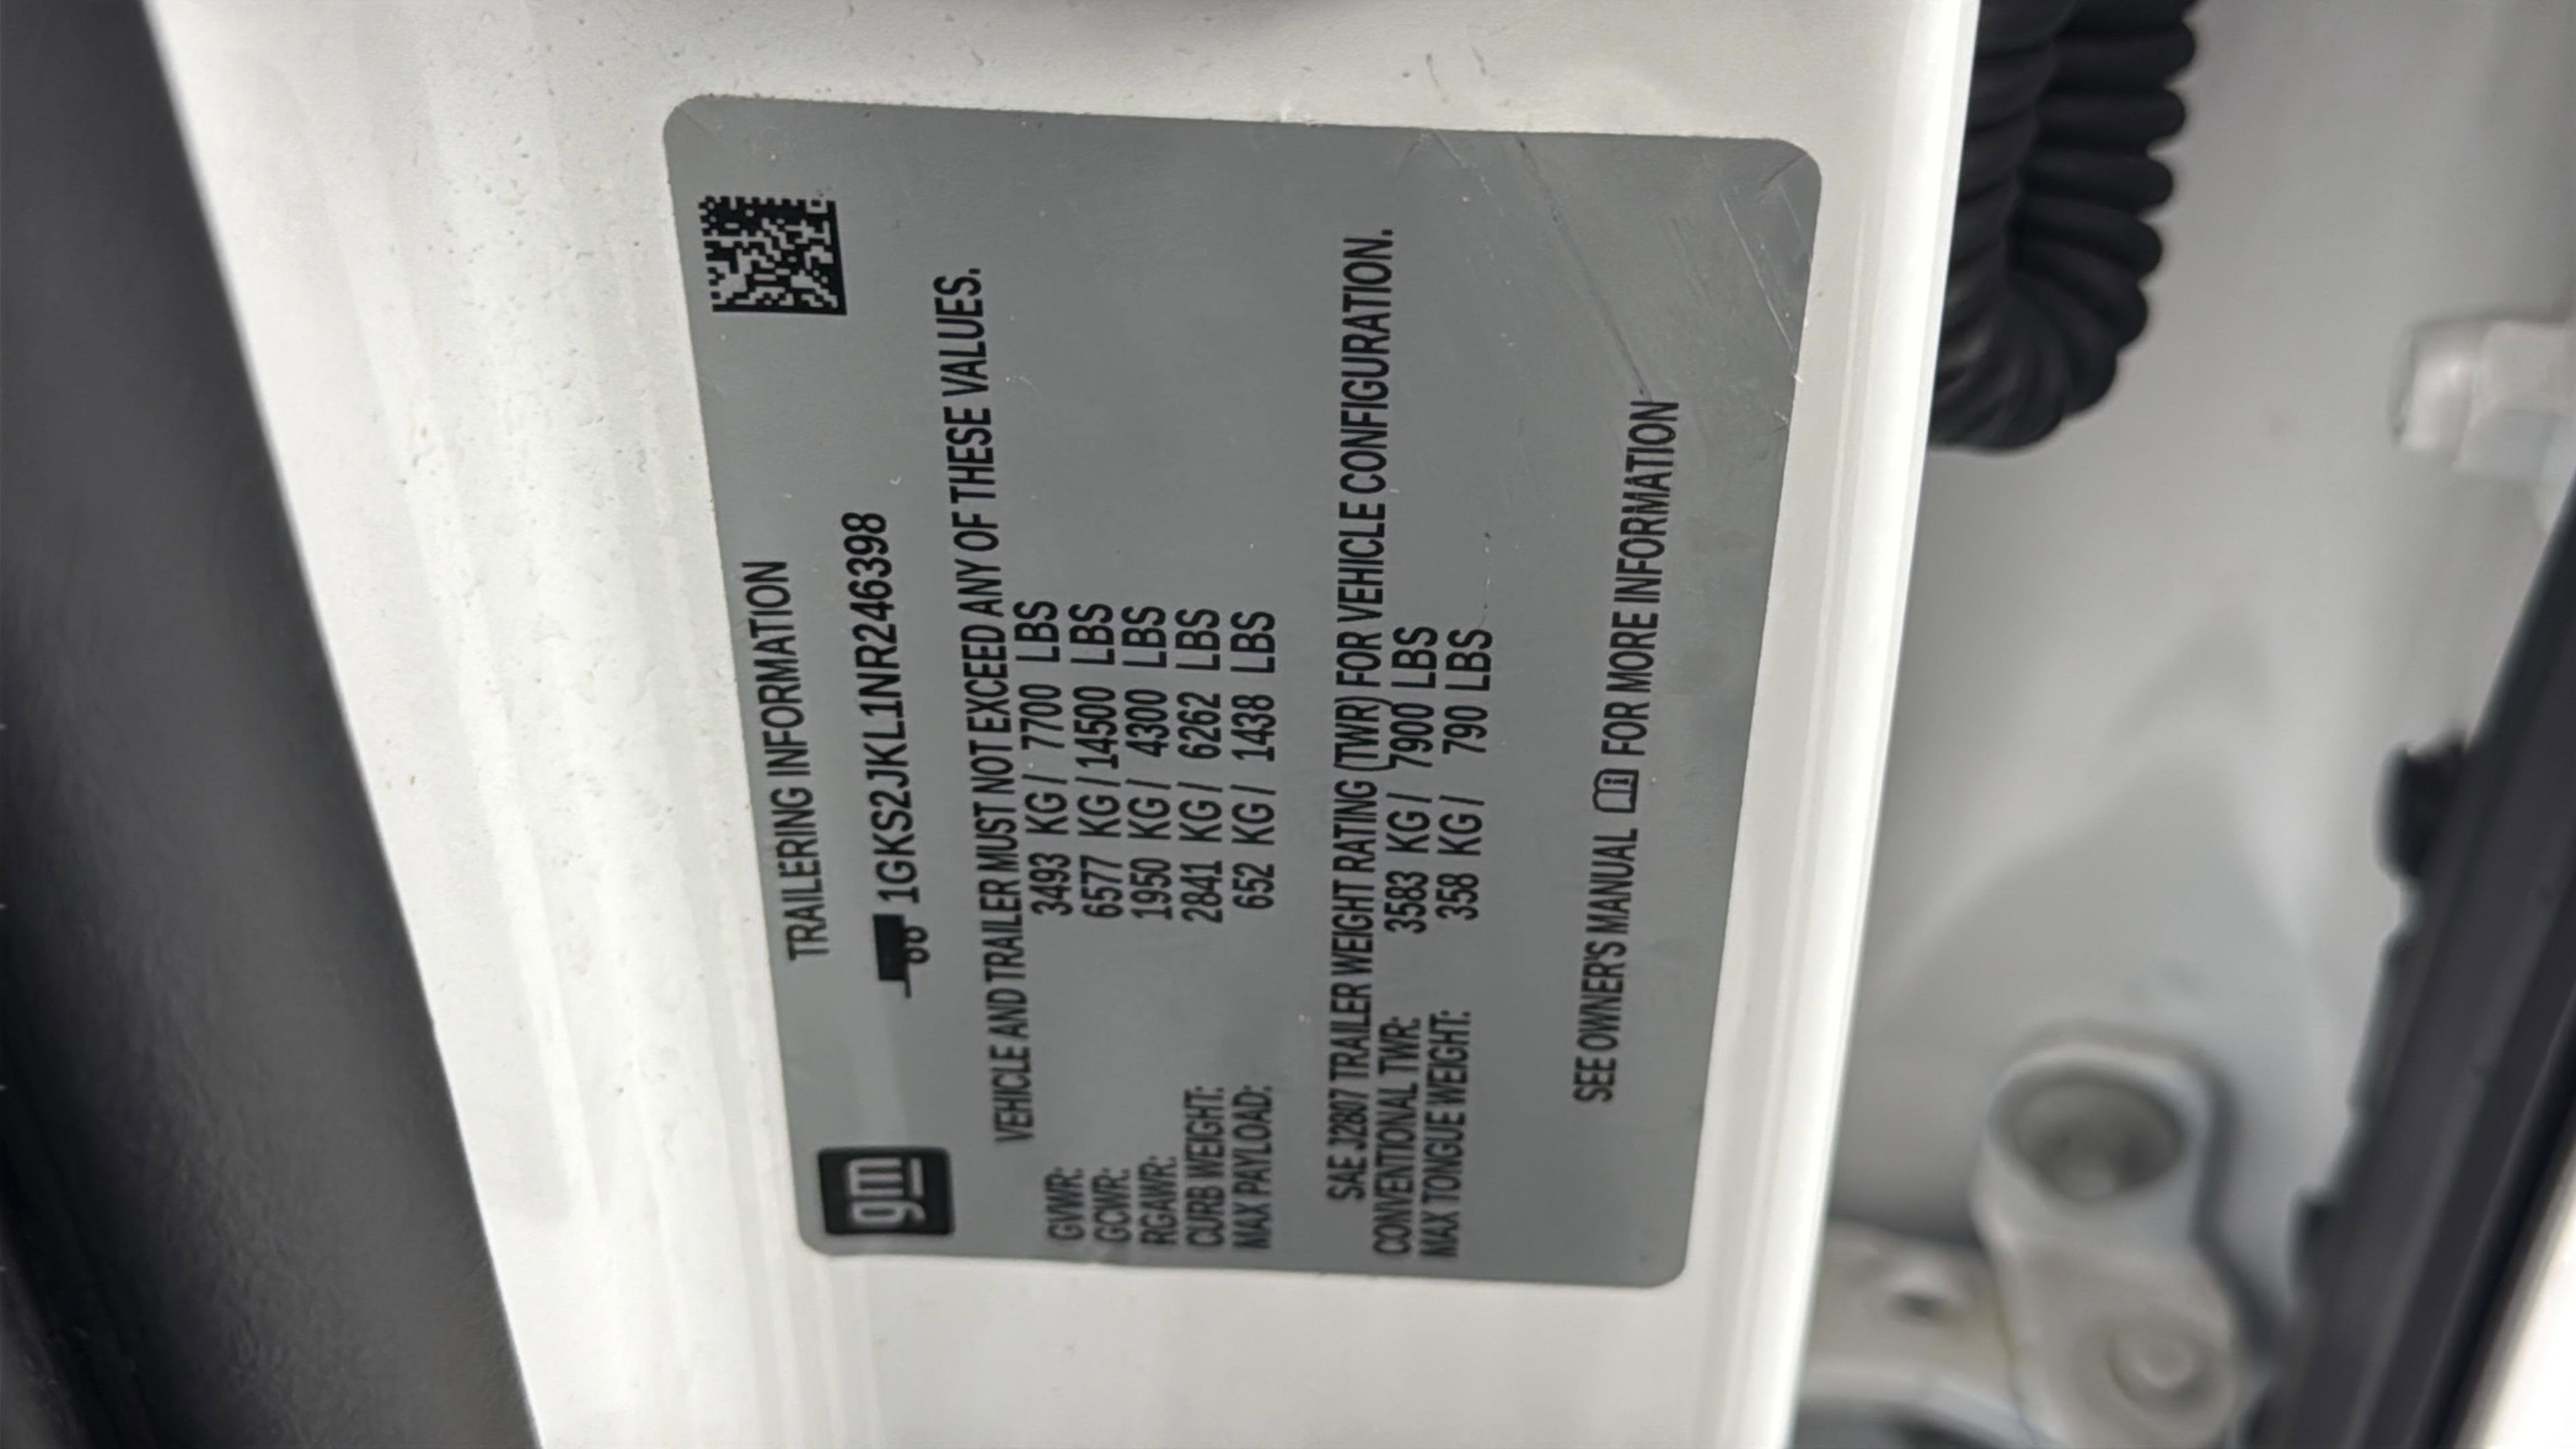 gm
TRAILERING INFORMATION
1GKS2JKL1NR246398
VEHICLE AND TRAILER MUST NOT EXCEED ANY OF THESE VALUES.
GVWR: 3493 KG / 7700 LBS
GCWR: 6577 KG / 14500 LBS
RGAWR: 1950 KG / 4300 LBS
CURB WEIGHT: 2841 KG / 6262 LBS
MAX PAYLOAD: 652 KG / 1438 LBS
SAE J2807 TRAILER WEIGHT RATING (TWR) FOR VEHICLE CONFIGURATION.
CONVENTIONAL TWR: 3583 KG / 7900 LBS
MAX TONGUE WEIGHT: 358 KG / 790 LBS
SEE OWNER'S MANUAL FOR MORE INFORMATION